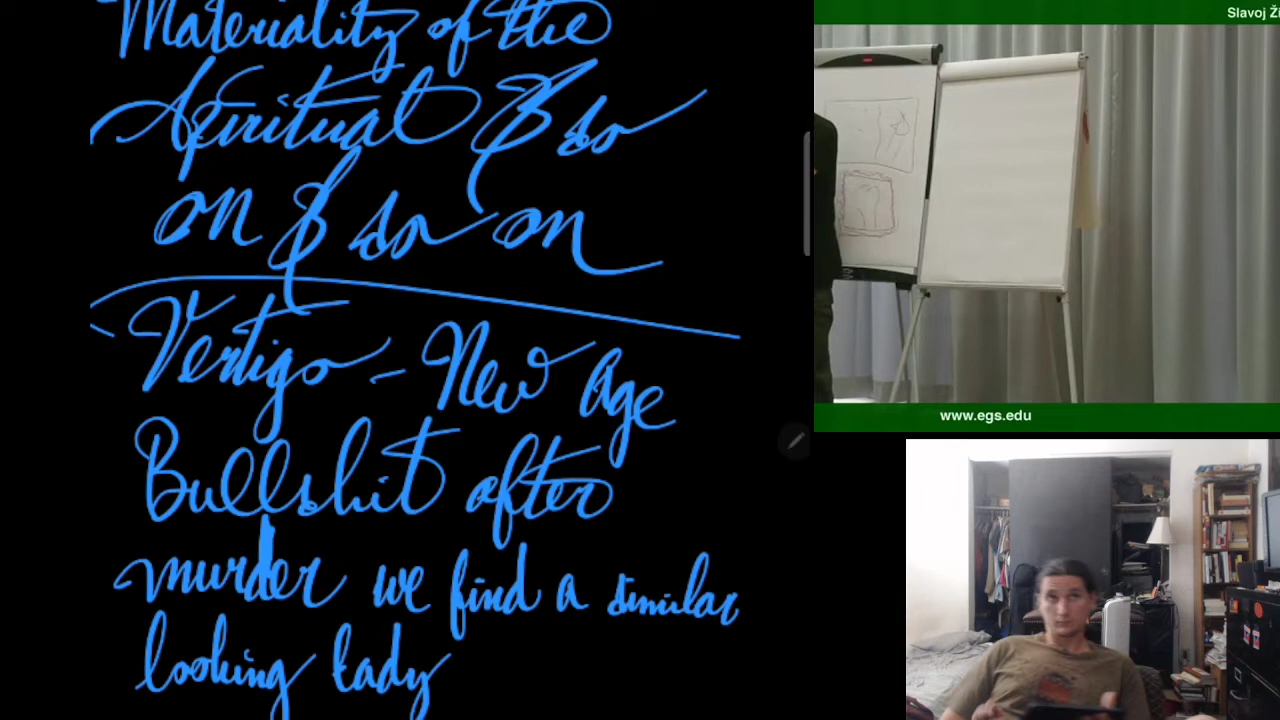 Materiality of the
Spiritual & so
on & so on
Vertigo - New Age
Bullshit after
murder we find a similar
looking lady
Slavoj Ži
www.egs.edu